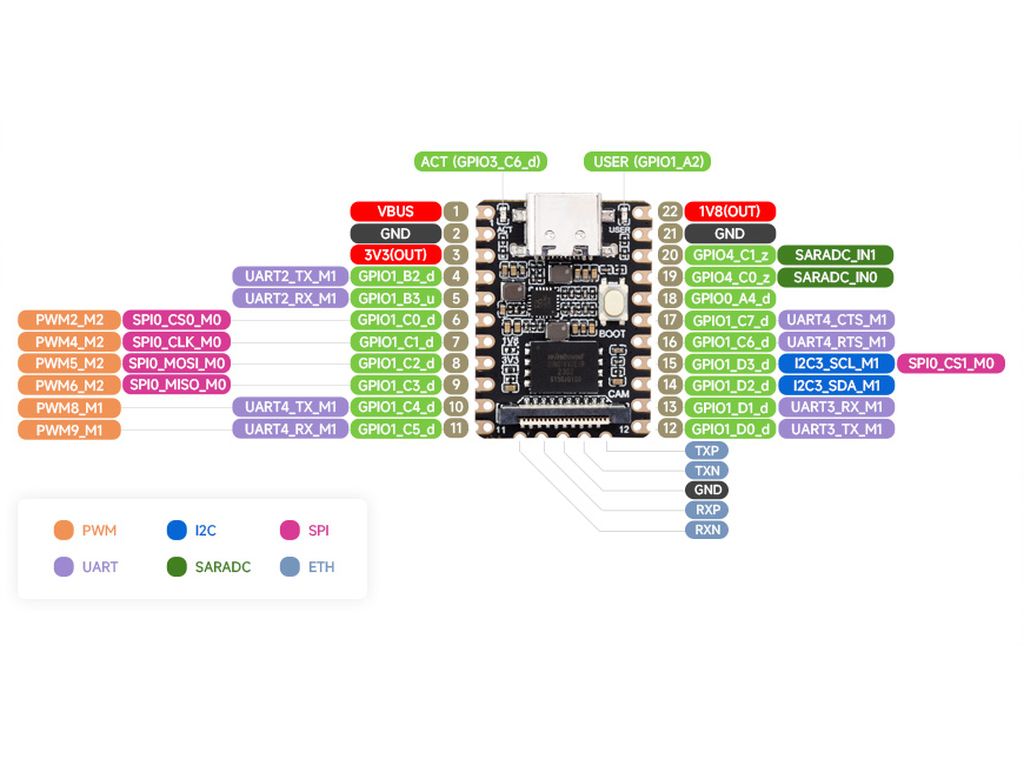 ACT (GPIO3_C6_d) USER (GPIO1_A2)
VBUS 1 22 1V8(OUT)
GND 2 ACT USER 21 GND
3V3(OUT) 3 20 GPIO4_C1_z SARADC_IN1
UART2_TX_M1 GPIO1_B2_d 4 19 GPIO4_C0_z SARADC_IN0
UART2_RX_M1 GPIO1_B3_u 5 18 GPIO0_A4_d
PWM2_M2 SPI0_CS0_M0 GPIO1_C0_d 6 BOOT 17 GPIO1_C7_d UART4_CTS_M1
PWM4_M2 SPI0_CLK_M0 GPIO1_C1_d 7 1V8 16 GPIO1_C6_d UART4_RTS_M1
PWM5_M2 SPI0_MOSI_M0 GPIO1_C2_d 8 3V3 winbond 15 GPIO1_D3_d I2C3_SCL_M1 SPI0_CS1_M0
PWM6_M2 SPI0_MISO_M0 GPIO1_C3_d 9 CAM 14 GPIO1_D2_d I2C3_SDA_M1
PWM8_M1 UART4_TX_M1 GPIO1_C4_d 10 13 GPIO1_D1_d UART3_RX_M1
PWM9_M1 UART4_RX_M1 GPIO1_C5_d 11 11 12 12 GPIO1_D0_d UART3_TX_M1
TXP
TXN
GND
RXP
RXN
PWM I2C SPI
UART SARADC ETH